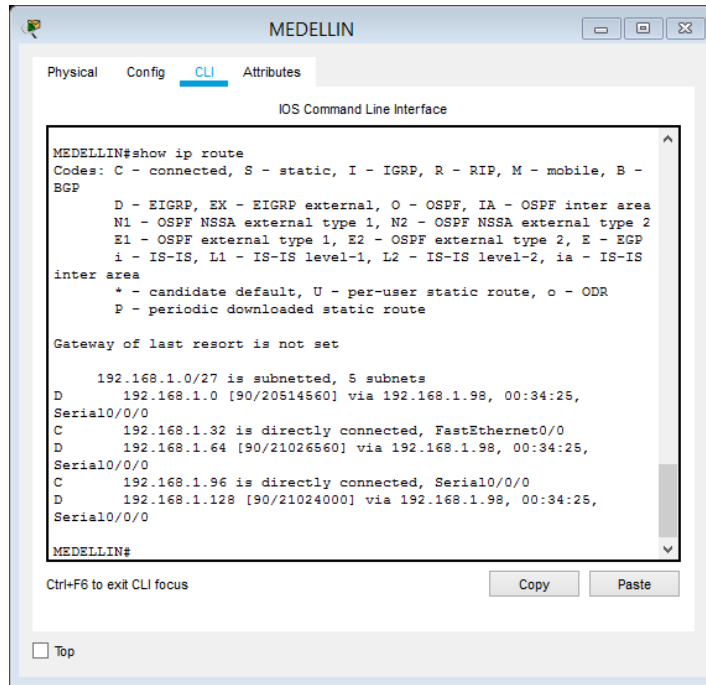 MEDELLIN
Physical Config CLI Attributes
IOS Command Line Interface
MEDELLIN#show ip route
Codes: C - connected, S - static, I - IGRP, R - RIP, M - mobile, B -
BGP
D - EIGRP, EX - EIGRP external, O - OSPF, IA - OSPF inter area
N1 - OSPF NSSA external type 1, N2 - OSPF NSSA external type 2
E1 - OSPF external type 1, E2 - OSPF external type 2, E - EGP
i - IS-IS, L1 - IS-IS level-1, L2 - IS-IS level-2, ia - IS-IS
inter area
* - candidate default, U - per-user static route, o - ODR
P - periodic downloaded static route
Gateway of last resort is not set
192.168.1.0/27 is subnetted, 5 subnets
D 192.168.1.0 [90/20514560] via 192.168.1.98, 00:34:25,
Serial0/0/0
C 192.168.1.32 is directly connected, FastEthernet0/0
D 192.168.1.64 [90/21026560] via 192.168.1.98, 00:34:25,
Serial0/0/0
C 192.168.1.96 is directly connected, Serial0/0/0
D 192.168.1.128 [90/21024000] via 192.168.1.98, 00:34:25,
Serial0/0/0
MEDELLIN#
Ctrl+F6 to exit CLI focus Copy Paste
Top